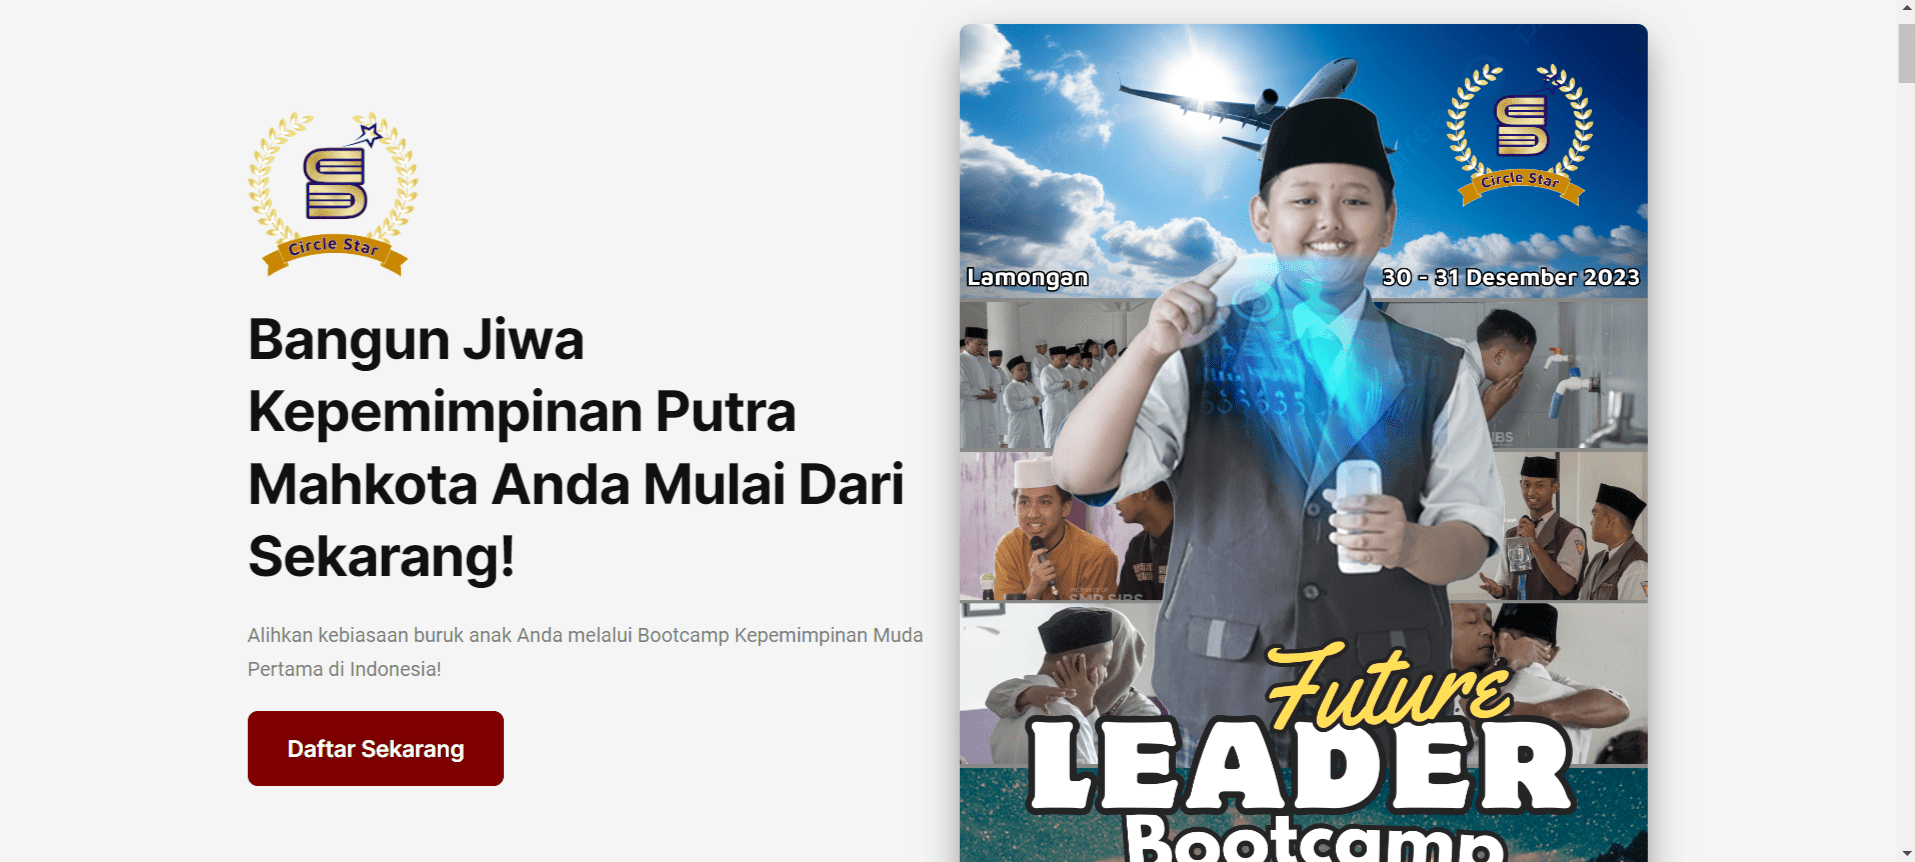 Circle Star
Bangun Jiwa
Kepemimpinan Putra
Mahkota Anda Mulai Dari
Sekarang!
Alihkan kebiasaan buruk anak Anda melalui Bootcamp Kepemimpinan Muda
Pertama di Indonesia!
Daftar Sekarang
Circle Star
Lamongan
30 - 31 Desember 2023
Future
LEADER
Bootcamp